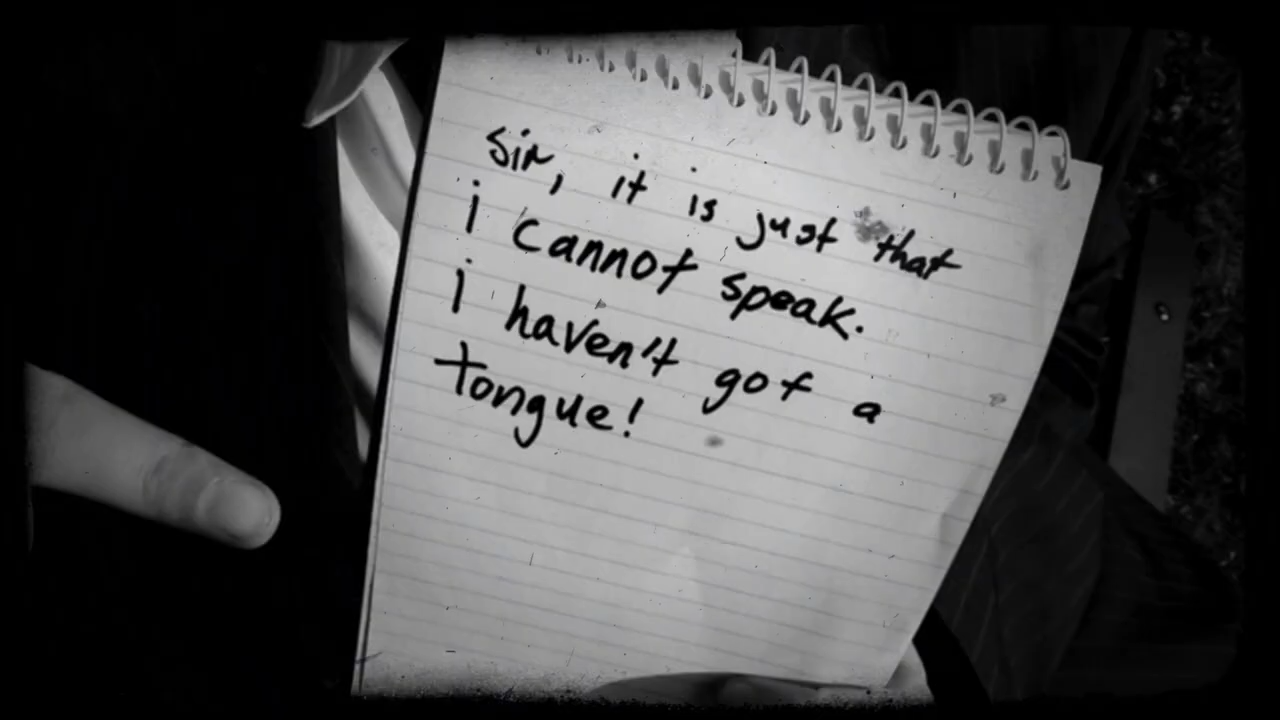 Sir, it is just that
i cannot speak.
i haven't got a
tongue!